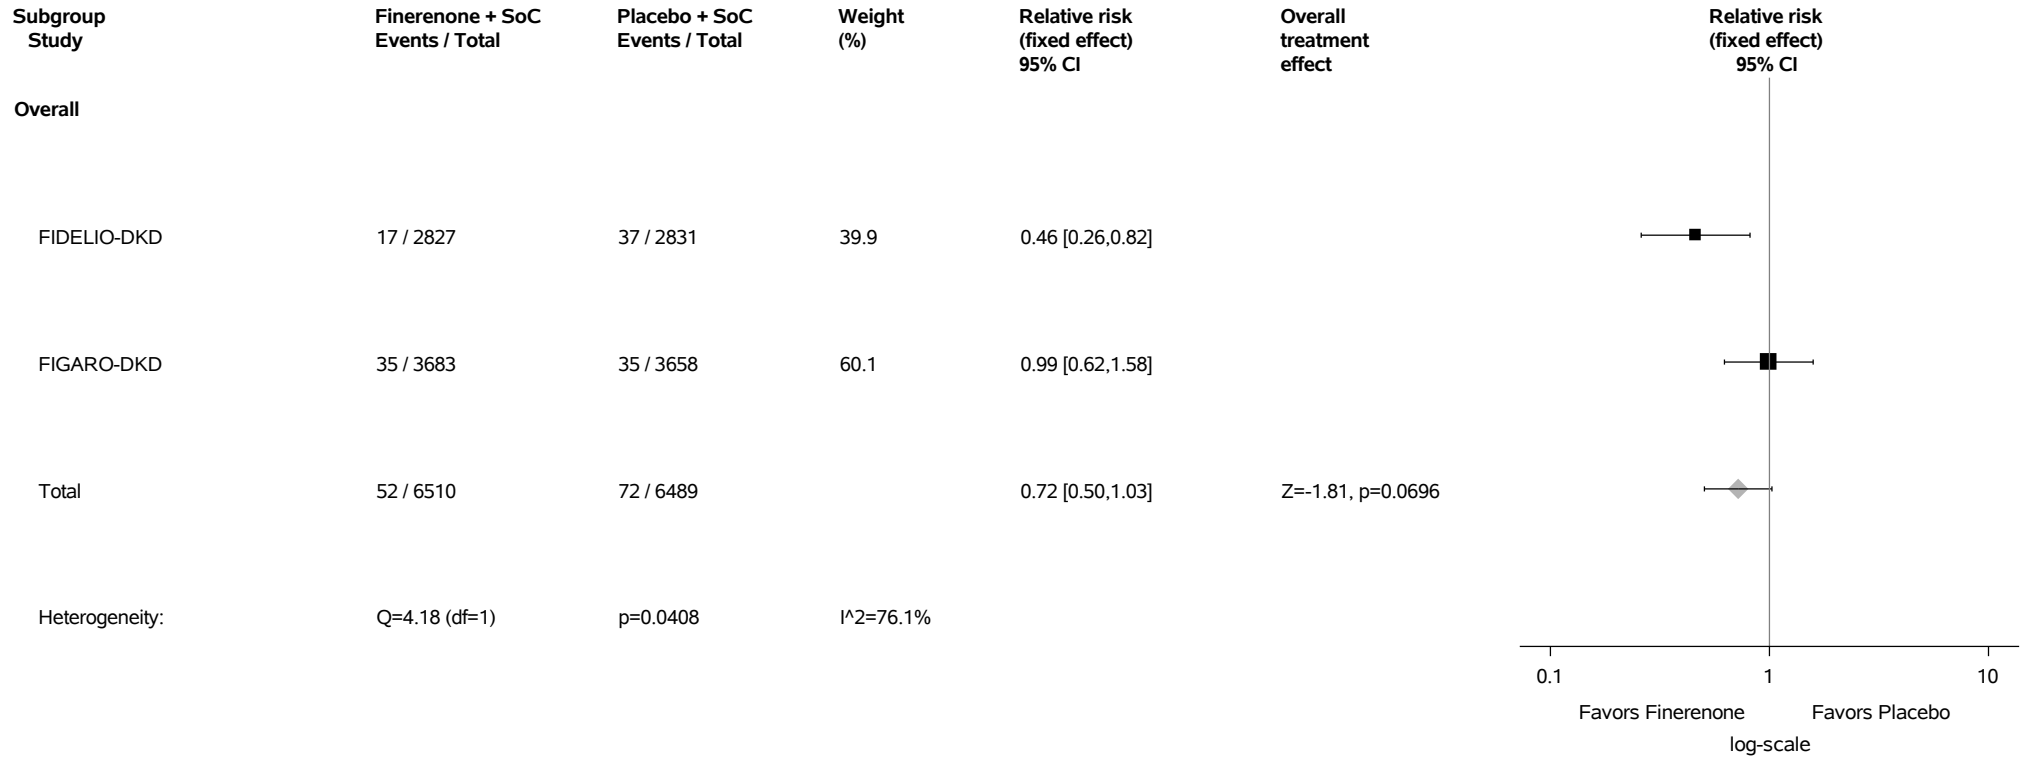 Subgroup Finerenone + SoC Placebo + SoC Weight Relative risk Overall Relative risk
Study Events / Total Events / Total (%) (fixed effect) treatment (fixed effect)
95% CI effect 95% CI
Overall
FIDELIO-DKD 17 / 2827 37 / 2831 39.9 0.46 [0.26,0.82]
FIGARO-DKD 35 / 3683 35 / 3658 60.1 0.99 [0.62,1.58]
Total 52 / 6510 72 / 6489 0.72 [0.50,1.03] Z=-1.81, p=0.0696
Heterogeneity: Q=4.18 (df=1) p=0.0408 I^2=76.1%
0.1 1 10
Favors Finerenone Favors Placebo
log-scale